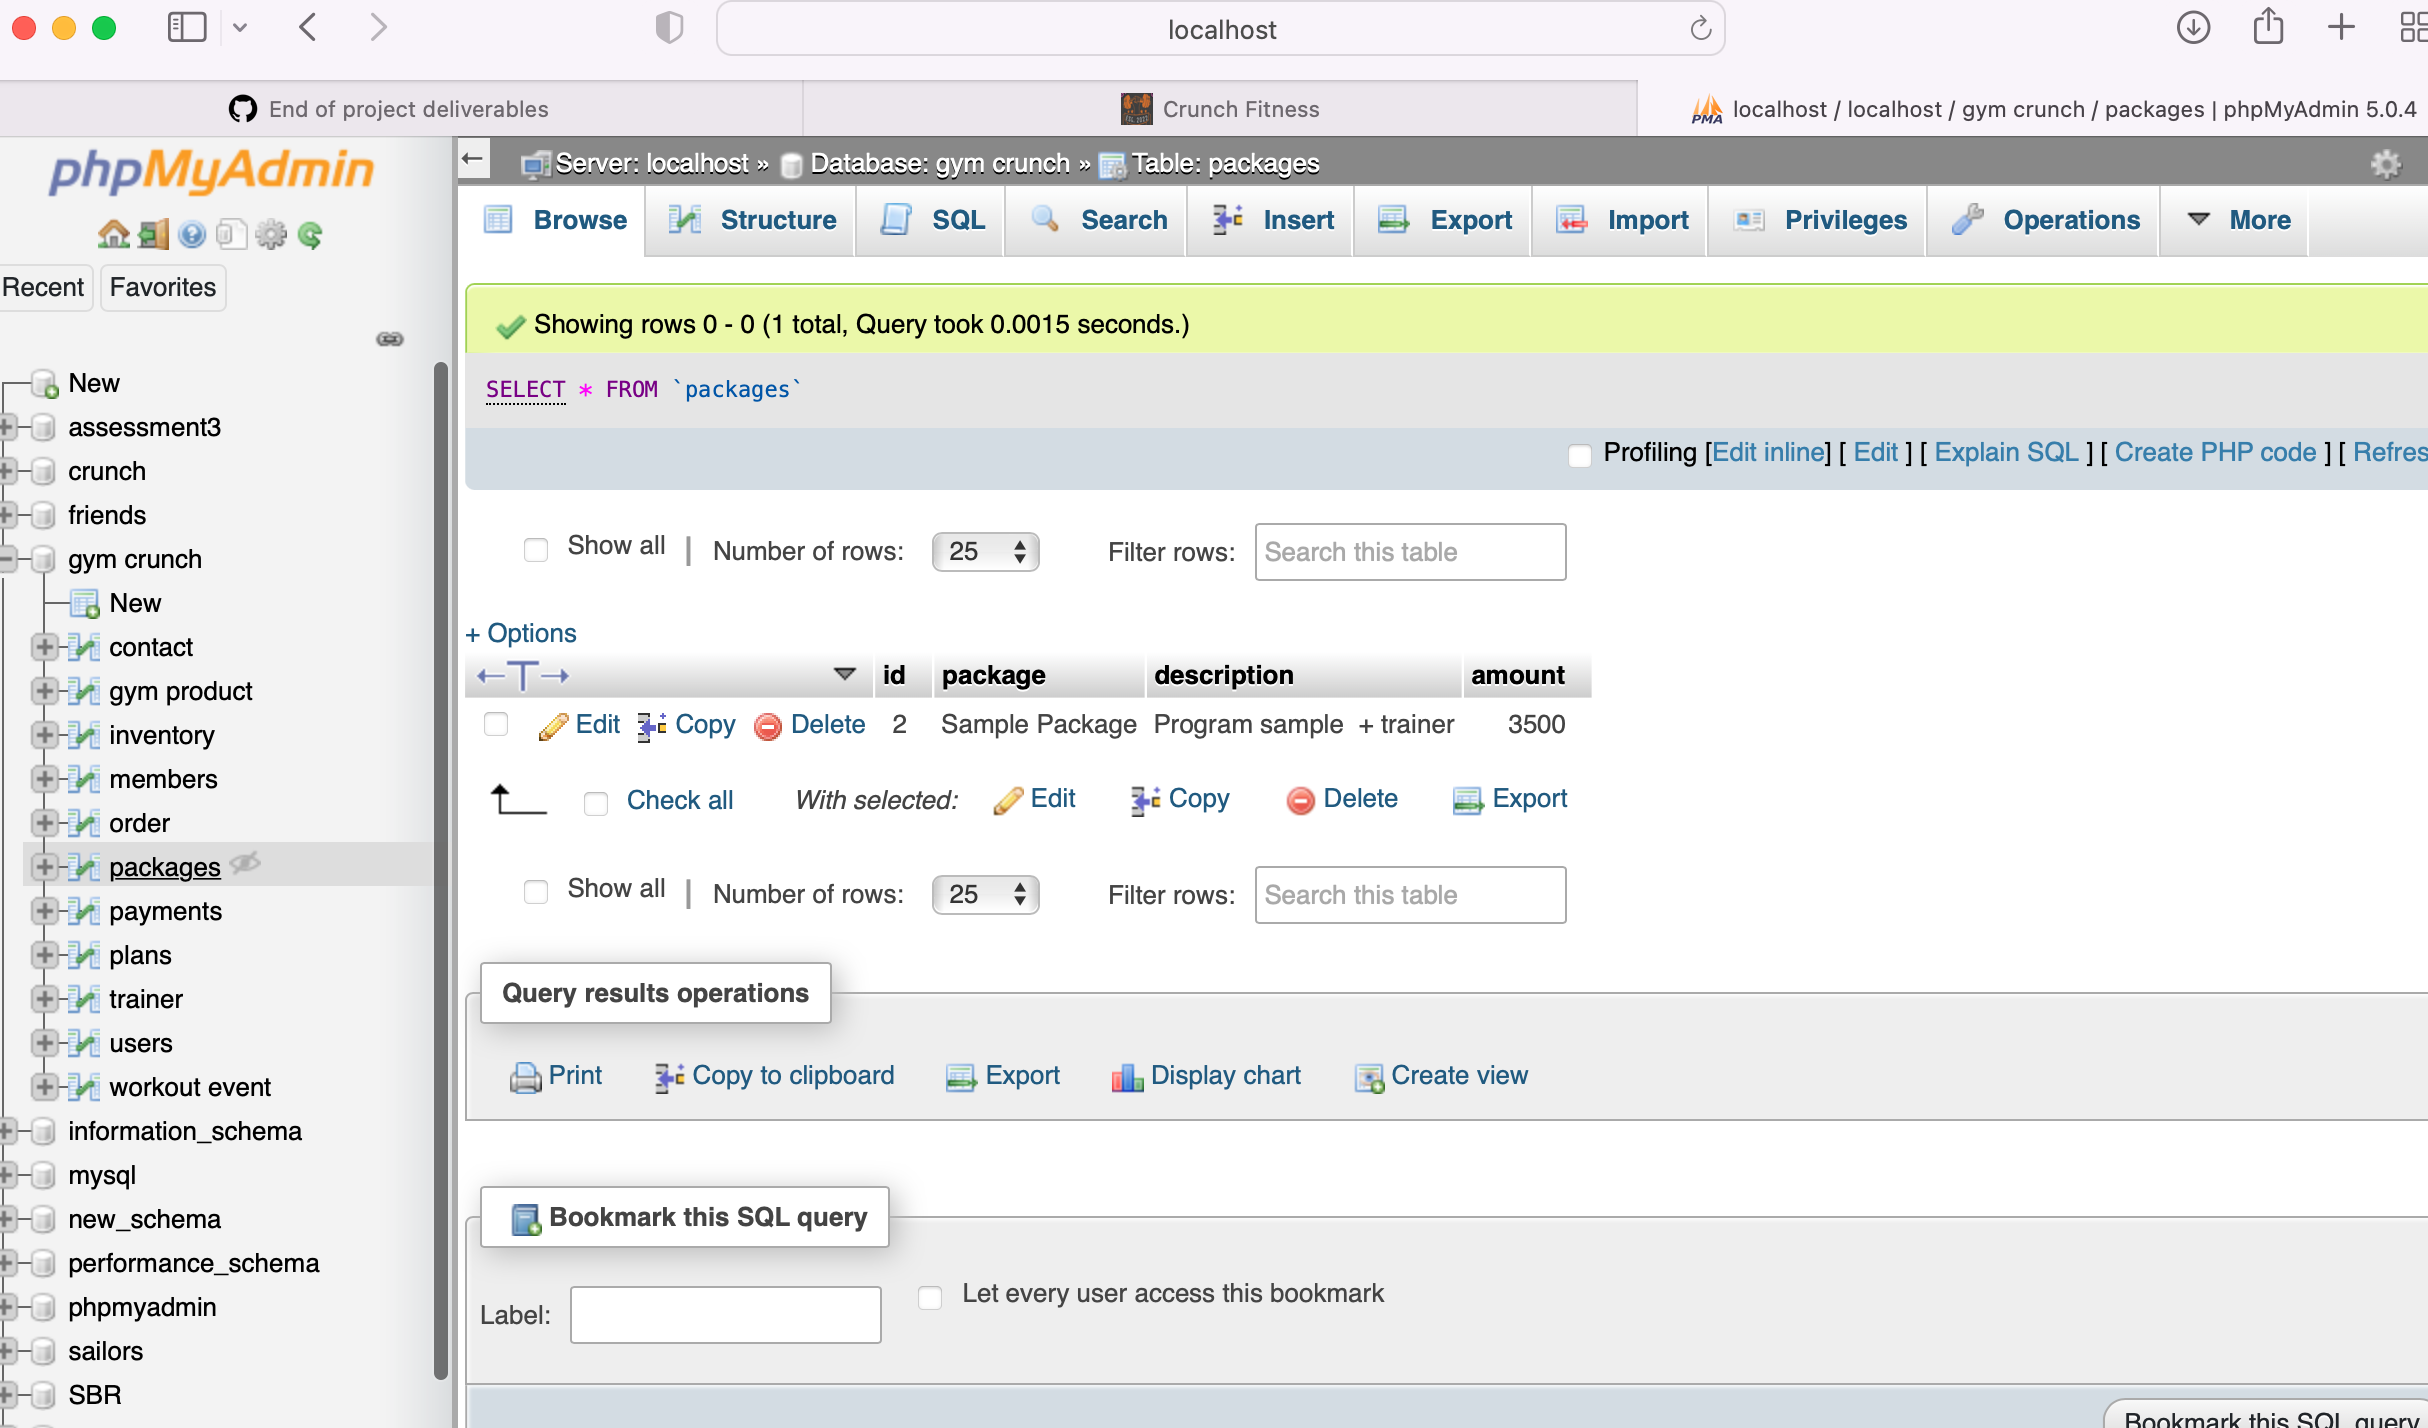 localhost
End of project deliverables
Crunch Fitness
PMA localhost / localhost / gym crunch / packages | phpMyAdmin 5.0.4
phpMyAdmin
Server: localhost » Database: gym crunch » Table: packages
Browse Structure SQL Search Insert Export Import Privileges Operations More
Recent Favorites
New
assessment3
crunch
friends
gym crunch
New
contact
gym product
inventory
members
order
packages
payments
plans
trainer
users
workout event
information_schema
mysql
new_schema
performance_schema
phpmyadmin
sailors
SBR
Showing rows 0 - 0 (1 total, Query took 0.0015 seconds.)
SELECT * FROM `packages`
Profiling [Edit inline] [ Edit ] [ Explain SQL ] [ Create PHP code ] [ Refres
Show all | Number of rows: 25 Filter rows: Search this table
+ Options
←T→ id package description amount
Edit Copy Delete 2 Sample Package Program sample + trainer 3500
Check all With selected: Edit Copy Delete Export
Show all | Number of rows: 25 Filter rows: Search this table
Query results operations
Print Copy to clipboard Export Display chart Create view
Bookmark this SQL query
Label: Let every user access this bookmark
Bookmark this SQL query